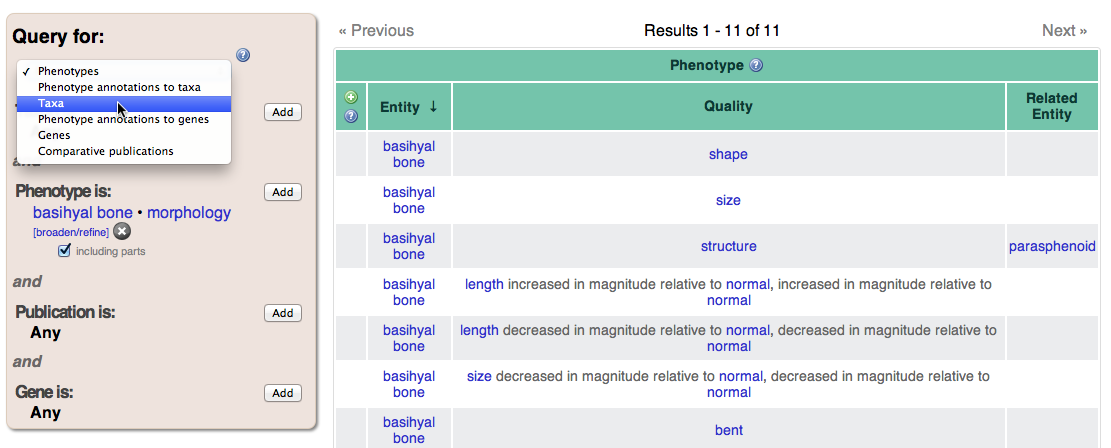 Query for:
✓ Phenotypes
Phenotype annotations to taxa
Taxa
Phenotype annotations to genes
Genes
Comparative publications
Add
and
Phenotype is:
Add
basihyal bone • morphology
[broaden/refine]
including parts
and
Publication is:
Add
Any
and
Gene is:
Add
Any
« Previous
Results 1 - 11 of 11
Next »
Phenotype ?
Entity ↓
Quality
Related
Entity
basihyal
bone
shape
basihyal
bone
size
basihyal
bone
structure
parasphenoid
basihyal
bone
length increased in magnitude relative to normal, increased in magnitude relative to
normal
basihyal
bone
length decreased in magnitude relative to normal, decreased in magnitude relative to
normal
basihyal
bone
size decreased in magnitude relative to normal, decreased in magnitude relative to
normal
basihyal
bone
bent